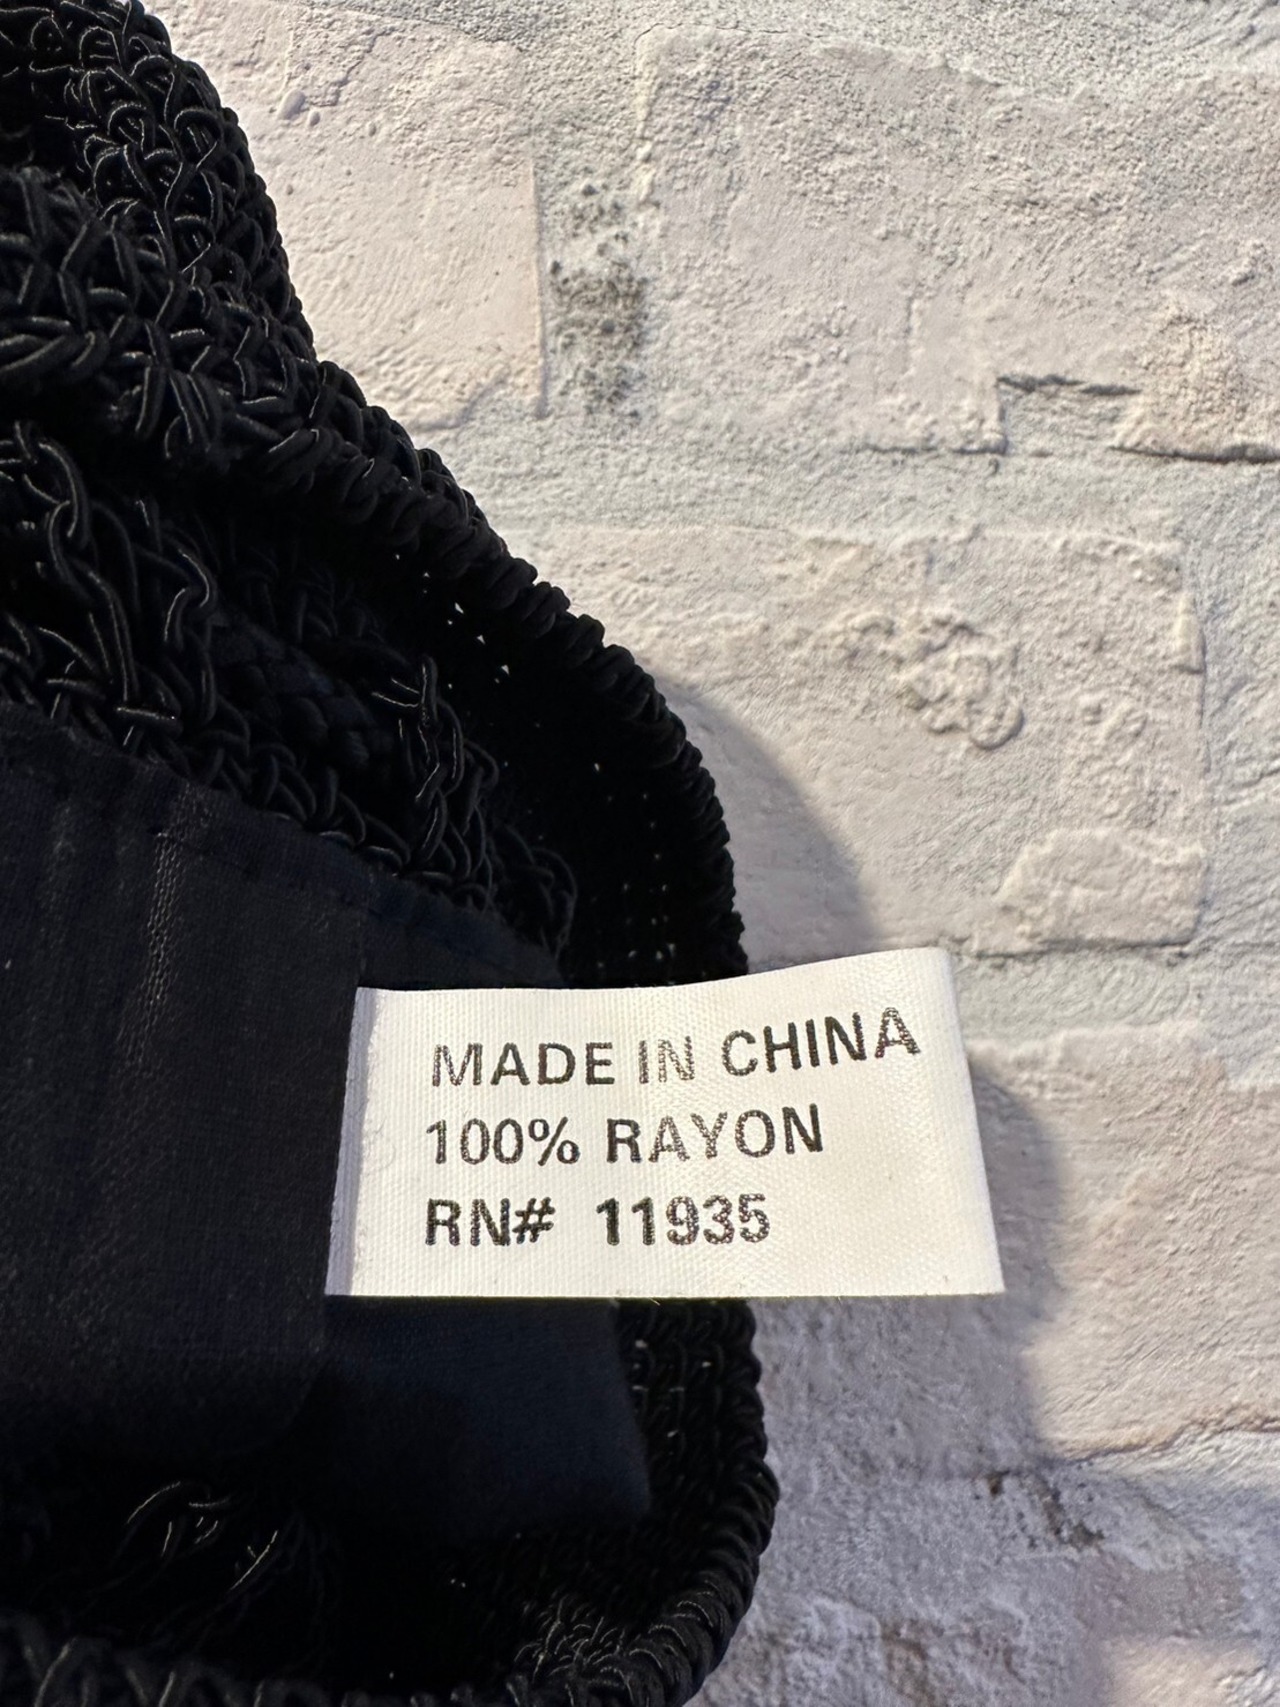 MADE IN CHINA
100% RAYON
RN# 11935